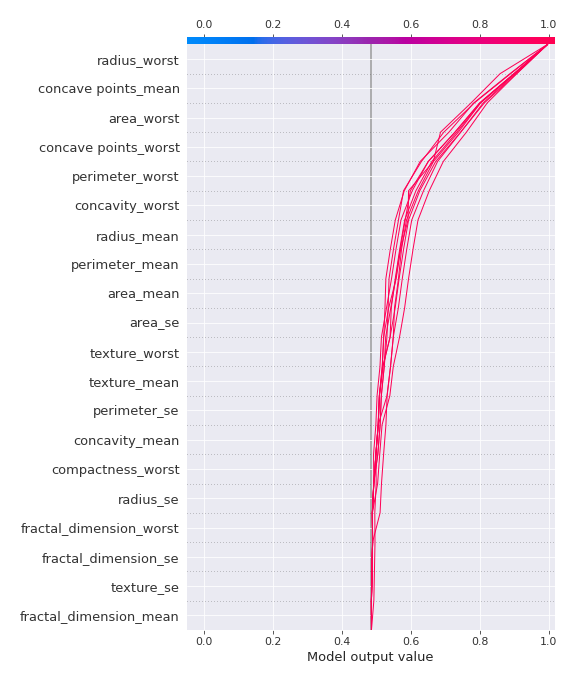 0.0 0.2 0.4 0.6 0.8 1.0
radius_worst
concave points_mean
area_worst
concave points_worst
perimeter_worst
concavity_worst
radius_mean
perimeter_mean
area_mean
area_se
texture_worst
texture_mean
perimeter_se
concavity_mean
compactness_worst
radius_se
fractal_dimension_worst
fractal_dimension_se
texture_se
fractal_dimension_mean
0.0 0.2 0.4 0.6 0.8 1.0
Model output value